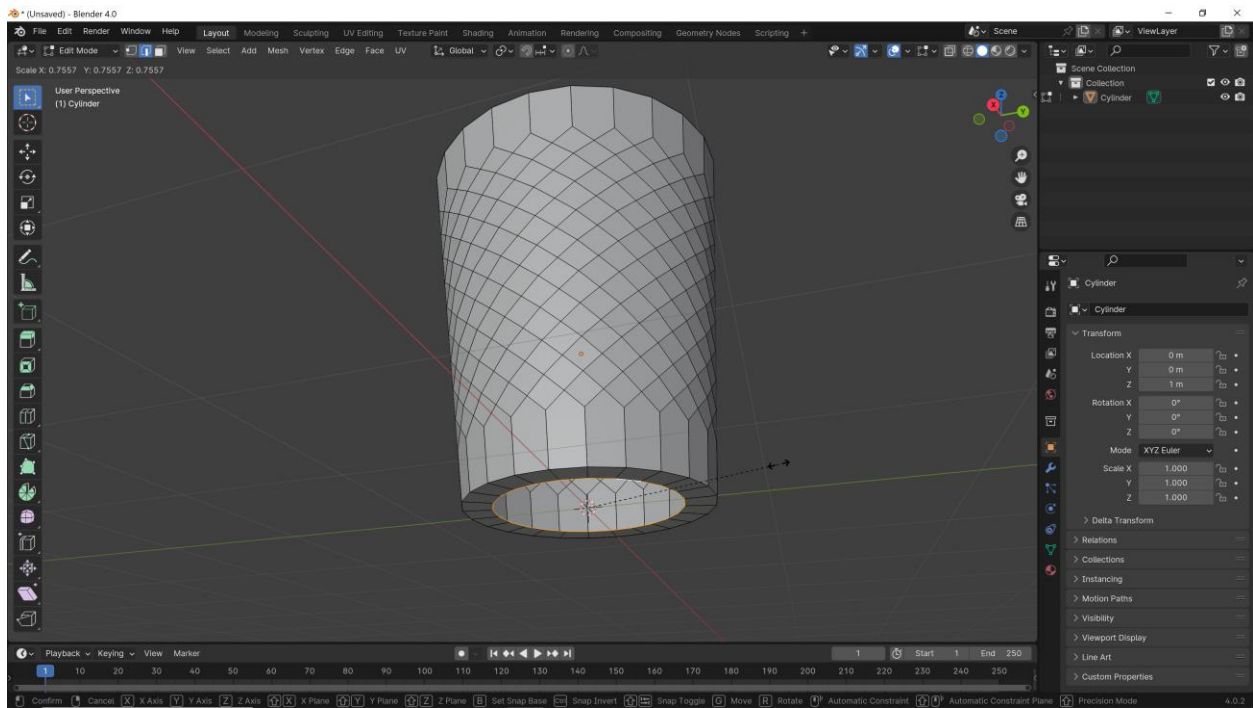 * (Unsaved) - Blender 4.0
File Edit Render Window Help Layout Modeling Sculpting UV Editing Texture Paint Shading Animation Rendering Compositing Geometry Nodes Scripting + Scene ViewLayer
Edit Mode View Select Add Mesh Vertex Edge Face UV Global
Scale X: 0.7557 Y: 0.7557 Z: 0.7557
User Perspective
(1) Cylinder
Z
X
Y
Scene Collection
Collection
Cylinder
Cylinder
Cylinder
Transform
Location X 0 m
Y 0 m
Z 1 m
Rotation X 0°
Y 0°
Z 0°
Mode XYZ Euler
Scale X 1.000
Y 1.000
Z 1.000
Delta Transform
Relations
Collections
Instancing
Motion Paths
Visibility
Viewport Display
Line Art
Custom Properties
Playback Keying View Marker 1 Start 1 End 250
1 10 20 30 40 50 60 70 80 90 100 110 120 130 140 150 160 170 180 190 200 210 220 230 240 250
Confirm Cancel X X Axis Y Y Axis Z Z Axis X X Plane Y Y Plane Z Z Plane B Set Snap Base Ctrl Snap Invert Snap Toggle G Move R Rotate Automatic Constraint Automatic Constraint Plane Precision Mode 4.0.2